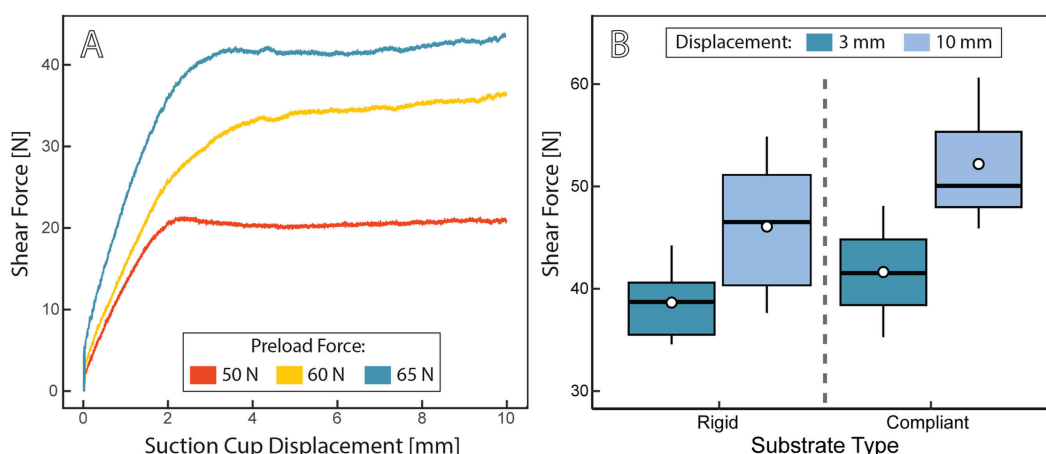 A
Shear Force [N]
40
30
20
10
0
Preload Force:
50 N 60 N 65 N
0 2 4 6 8 10
Suction Cup Displacement [mm]
B
Displacement: 3 mm 10 mm
Shear Force [N]
60
50
40
30
Rigid Compliant
Substrate Type